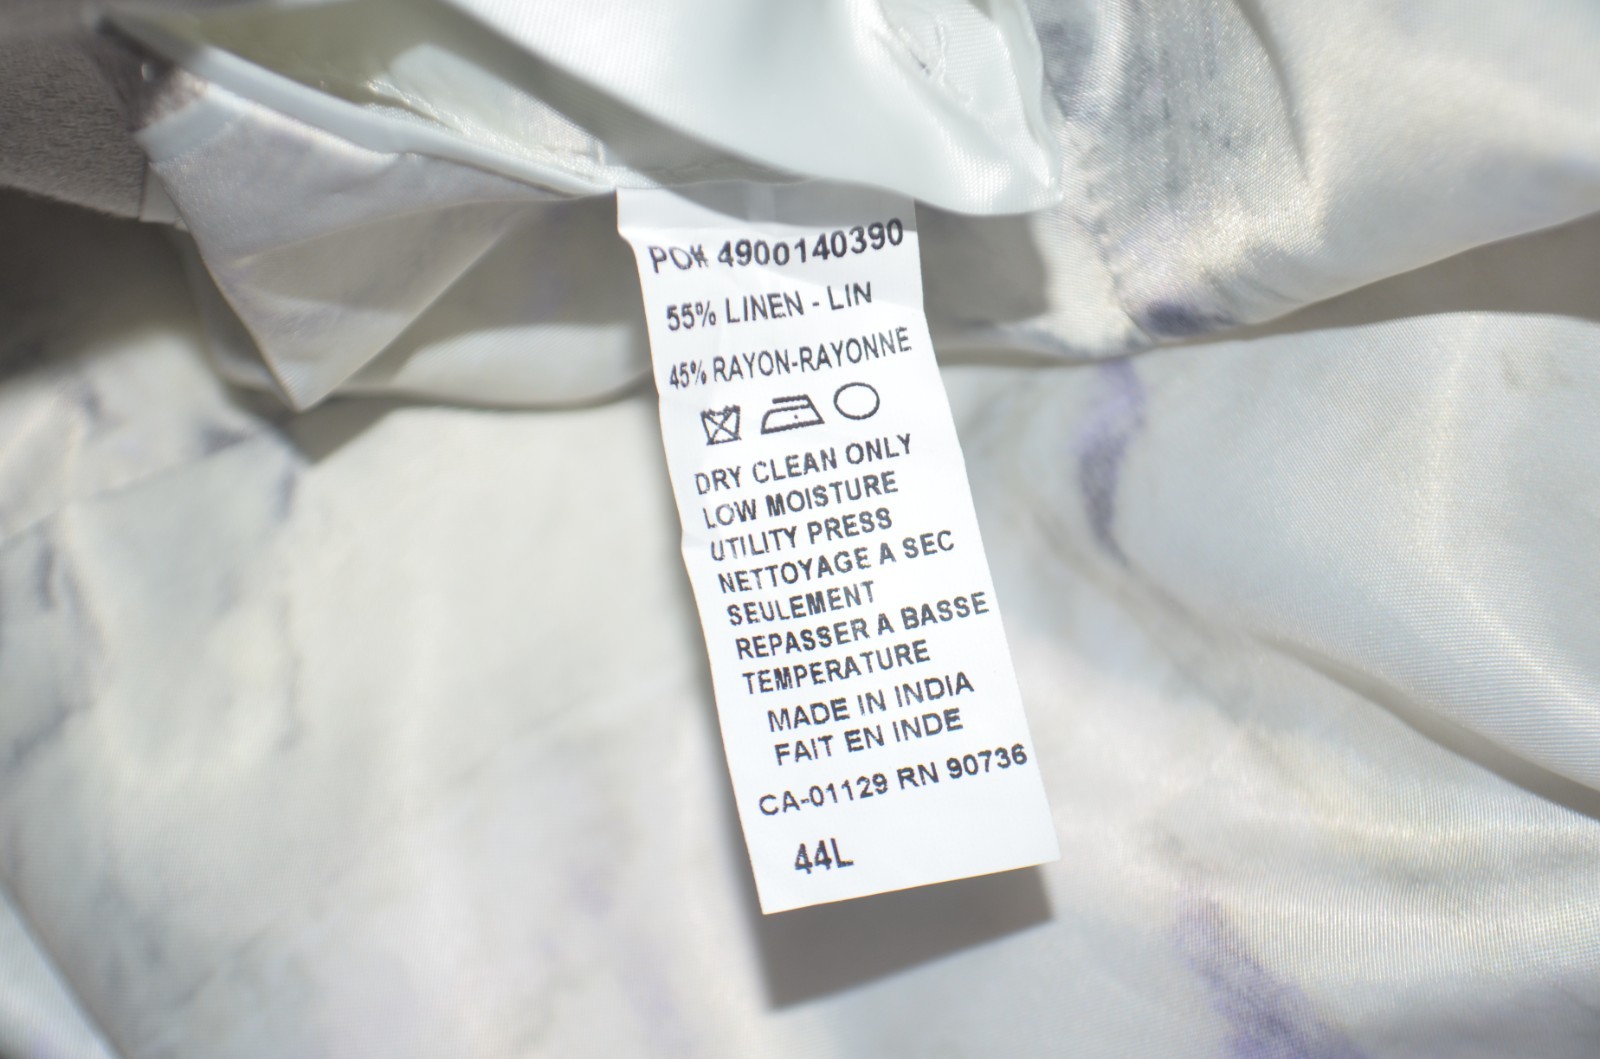 PO# 4900140390
55% LINEN - LIN
45% RAYON-RAYONNE
DRY CLEAN ONLY
LOW MOISTURE
UTILITY PRESS
NETTOYAGE A SEC
SEULEMENT
REPASSER A BASSE
TEMPERATURE
MADE IN INDIA
FAIT EN INDE
CA-01129 RN 90736
44L